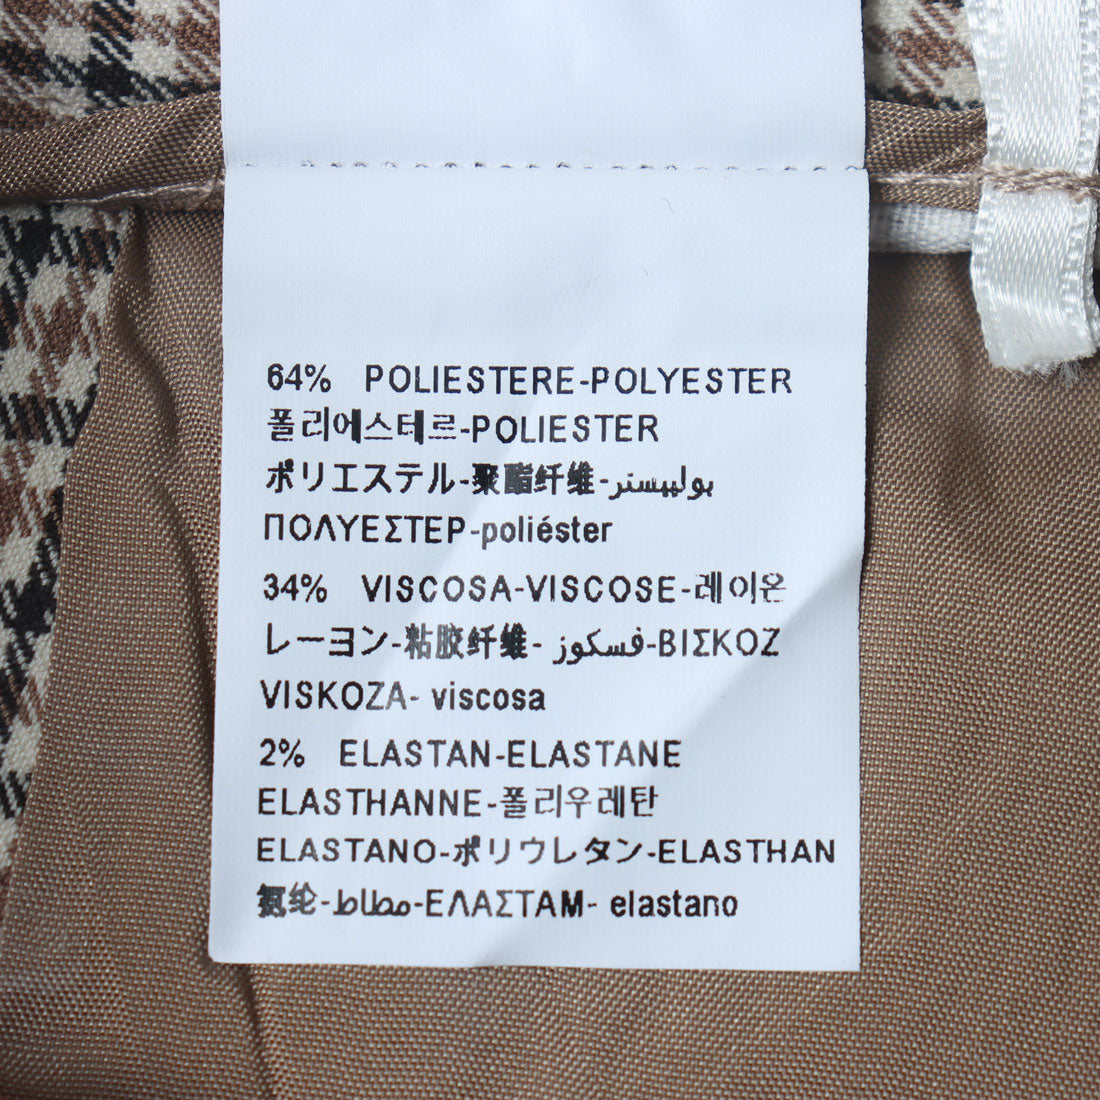 64% POLIESTERE-POLYESTER
폴리에스테르-POLIESTER
ポリエステル-聚酯纤维-بولييستر
ΠΟΛΥΕΣΤΕΡ-poliéster
34% VISCOSA-VISCOSE-레이온
レーヨン-粘胶纤维- فسكوز-ΒΙΣΚΟΖ
VISKOZA- viscosa
2% ELASTAN-ELASTANE
ELASTHANNE-폴리우레탄
ELASTANO-ポリウレタン-ELASTHAN
氨纶-مطاط-ΕΛΑΣΤΑΜ- elastano